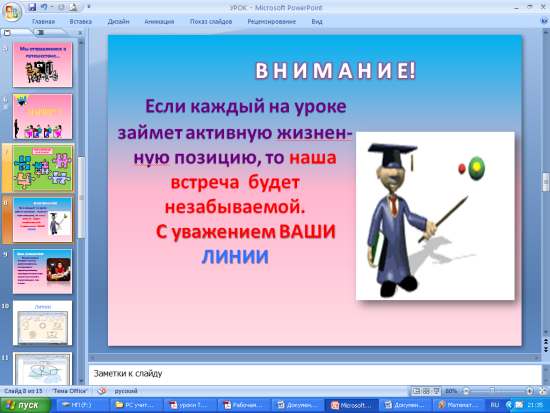 УРОК - Microsoft PowerPoint
Главная Вставка Дизайн Анимация Показ слайдов Рецензирование Вид
5
Мы отправляемся в
путешествие...
6
7
8
9
10
ЛИНИИ
11
В Н И М А Н И Е!
Если каждый на уроке
займет активную жизнен-
ную позицию, то наша
встреча будет
незабываемой.
С уважением ВАШИ
ЛИНИИ
Заметки к слайду
Слайд 8 из 15 "Тема Office" русский 80%
пуск НП (F:) PC учит... уроки Т... Рабочая... Докумен... Microsoft... Докумен... Математ... RU 21:35